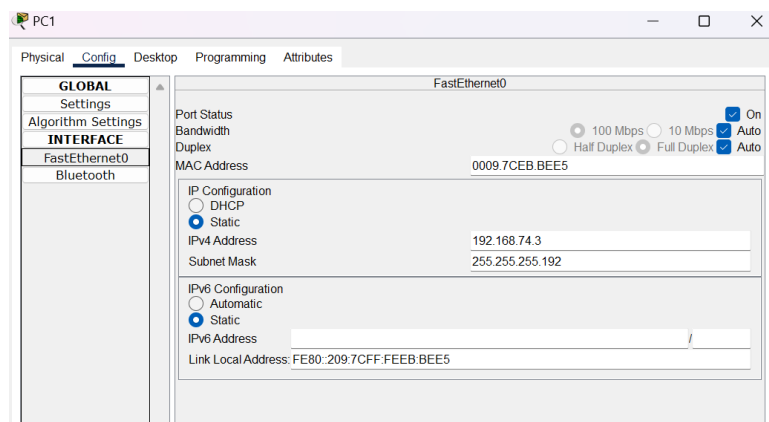 PC1
Physical Config Desktop Programming Attributes
GLOBAL
Settings
Algorithm Settings
INTERFACE
FastEthernet0
Bluetooth
FastEthernet0
Port Status On
Bandwidth 100 Mbps 10 Mbps Auto
Duplex Half Duplex Full Duplex Auto
MAC Address 0009.7CEB.BEE5
IP Configuration
DHCP
Static
IPv4 Address 192.168.74.3
Subnet Mask 255.255.255.192
IPv6 Configuration
Automatic
Static
IPv6 Address /
Link Local Address: FE80::209:7CFF:FEEB:BEE5